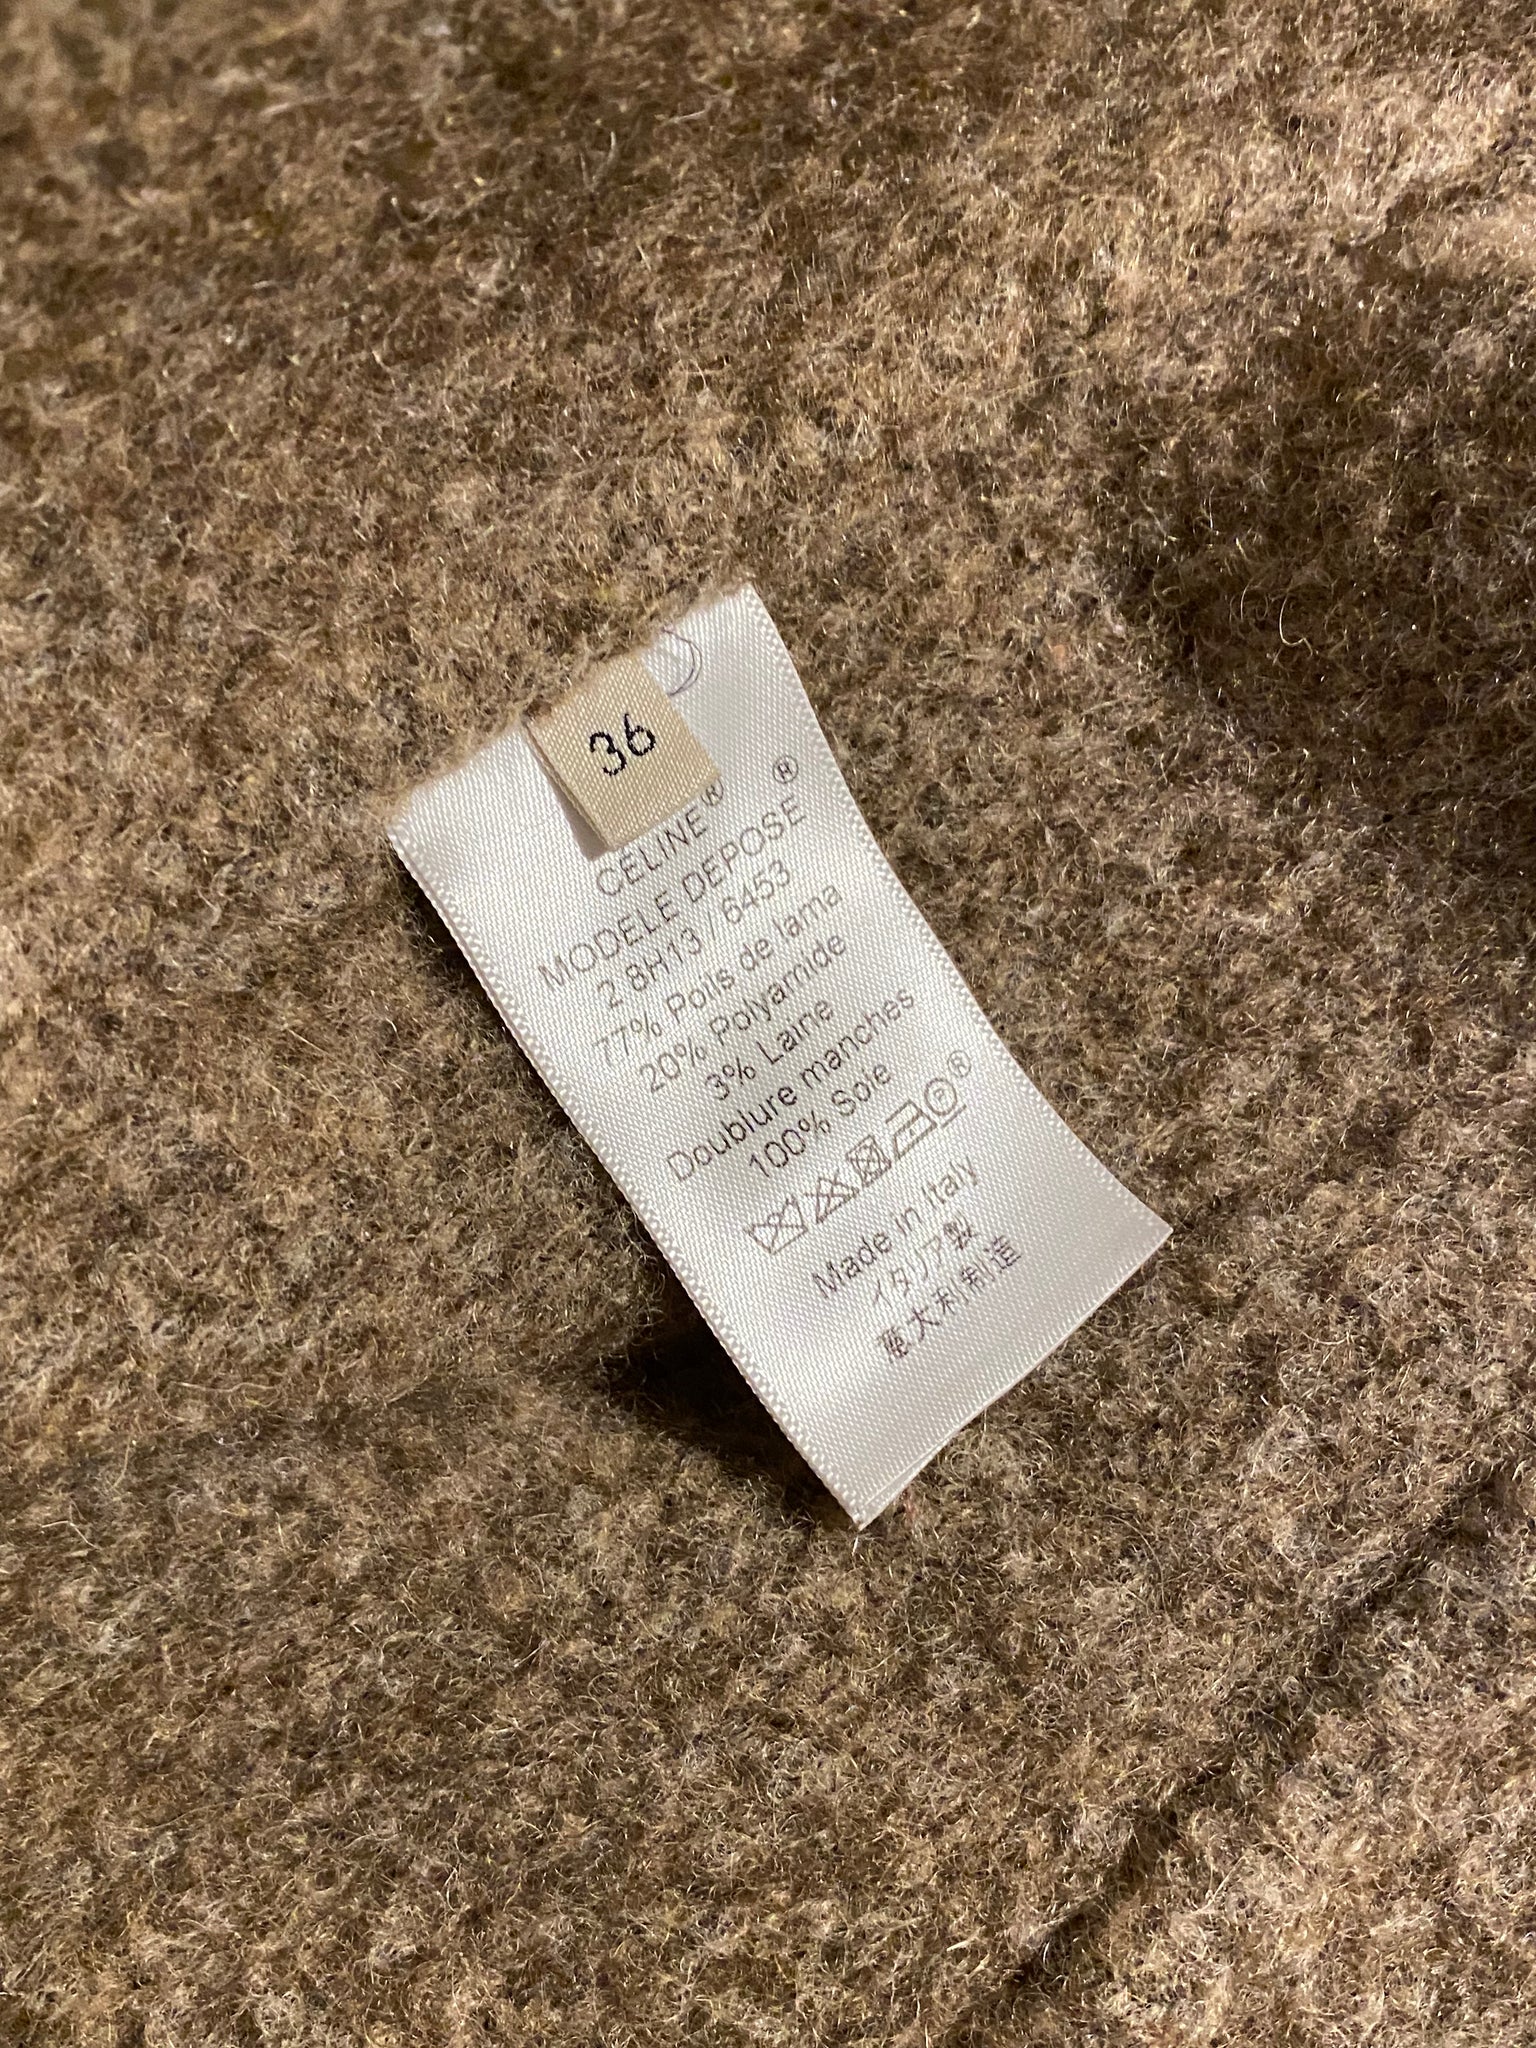 36
CELINE®
MODELE DEPOSE ®
2 8H13 / 6453
77% Poils de lama
20% Polyamide
3% Laine
Doublure manches
100% Soie
P ®
Made in Italy
イタリア製
意大利制造